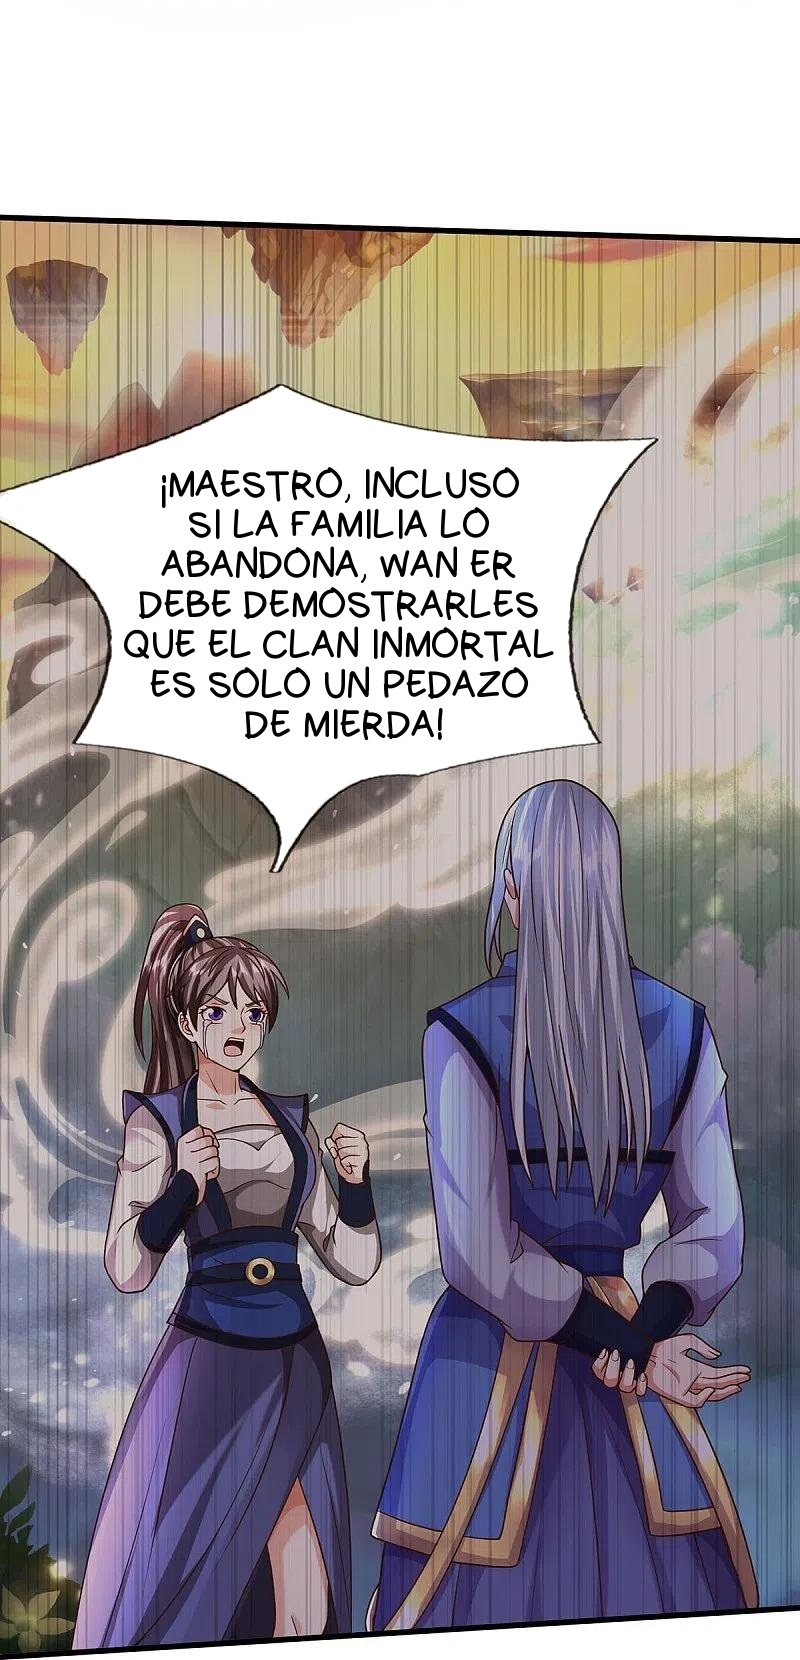 ¡MAESTRO, INCLUSO
SI LA FAMILIA LO
ABANDONA, WAN ER
DEBE DEMOSTRARLES
QUE EL CLAN INMORTAL
ES SOLO UN PEDAZO
DE MIERDA!